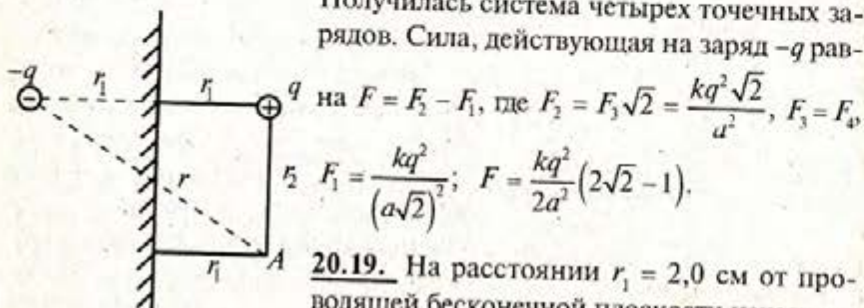 Получилась система четырех точечных за-
рядов. Сила, действующая на заряд –q рав-
на F = F₂ – F₁, где F₂ = F₃√2 = kq²√2/a², F₃ = F₄,
F₁ = kq²/(a√2)²; F = kq²/2a² (2√2 – 1).
20.19. На расстоянии r₁ = 2,0 см от про-
водящей бесконечной плоскости
–q
r₁
r₁
q
r
r₂
r₁
A